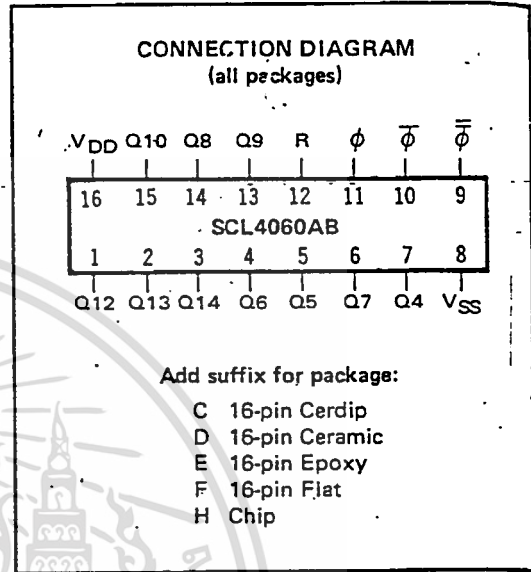 CONNECTION DIAGRAM
(all packages)
VDD Q10 Q8 Q9 R ϕ ϕ̅ ϕ̿
16 15 14 13 12 11 10 9
SCL4060AB
1 2 3 4 5 6 7 8
Q12 Q13 Q14 Q6 Q5 Q7 Q4 VSS
Add suffix for package:
C 16-pin Cerdip
D 16-pin Ceramic
E 16-pin Epoxy
F 16-pin Flat
H Chip